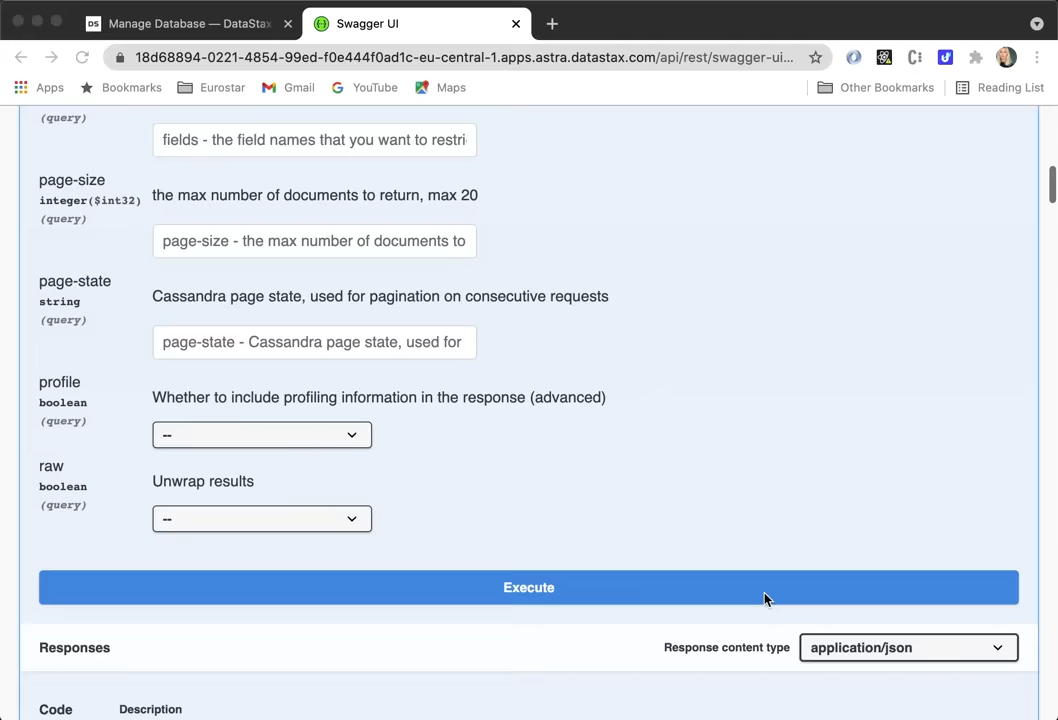 DS Manage Database — DataStax
Swagger UI
18d68894-0221-4854-99ed-f0e444f0ad1c-eu-central-1.apps.astra.datastax.com/api/rest/swagger-ui...
Apps Bookmarks Eurostar Gmail YouTube Maps Other Bookmarks Reading List
(query)
fields - the field names that you want to restri
page-size
integer($int32)
(query)
the max number of documents to return, max 20
page-size - the max number of documents to
page-state
string
(query)
Cassandra page state, used for pagination on consecutive requests
page-state - Cassandra page state, used for
profile
boolean
(query)
Whether to include profiling information in the response (advanced)
--
raw
boolean
(query)
Unwrap results
--
Execute
Responses
Response content type
application/json
Code Description